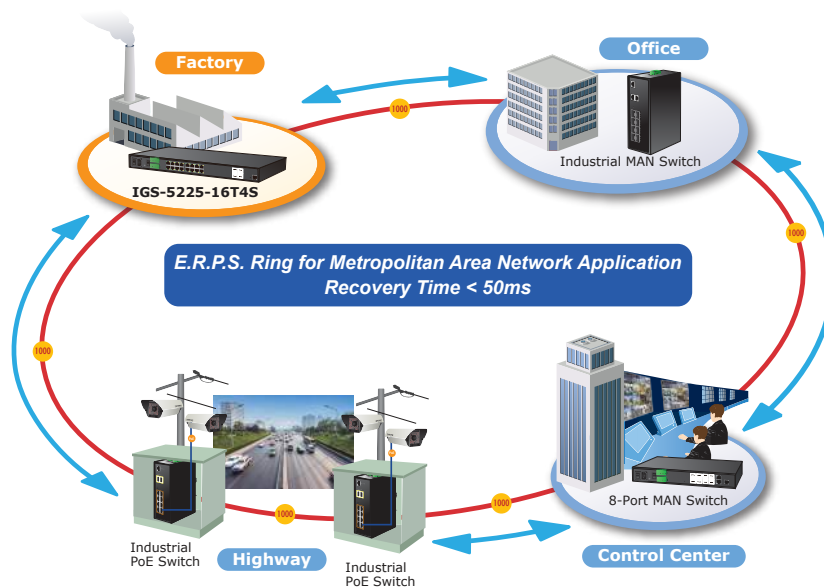 Factory
Office
1000
Industrial MAN Switch
IGS-5225-16T4S
1000
E.R.P.S. Ring for Metropolitan Area Network Application
Recovery Time < 50ms
1000
8-Port MAN Switch
1000
1000
Industrial
PoE Switch
Highway
Industrial
PoE Switch
Control Center